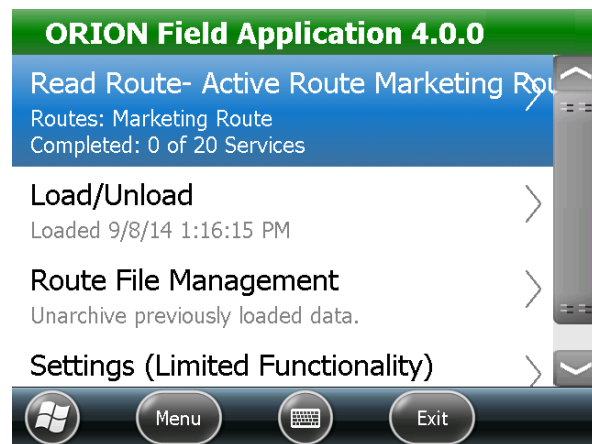 ORION Field Application 4.0.0
Read Route- Active Route Marketing Rou
Routes: Marketing Route
Completed: 0 of 20 Services
Load/Unload
Loaded 9/8/14 1:16:15 PM
Route File Management
Unarchive previously loaded data.
Settings (Limited Functionality)
Menu
Exit